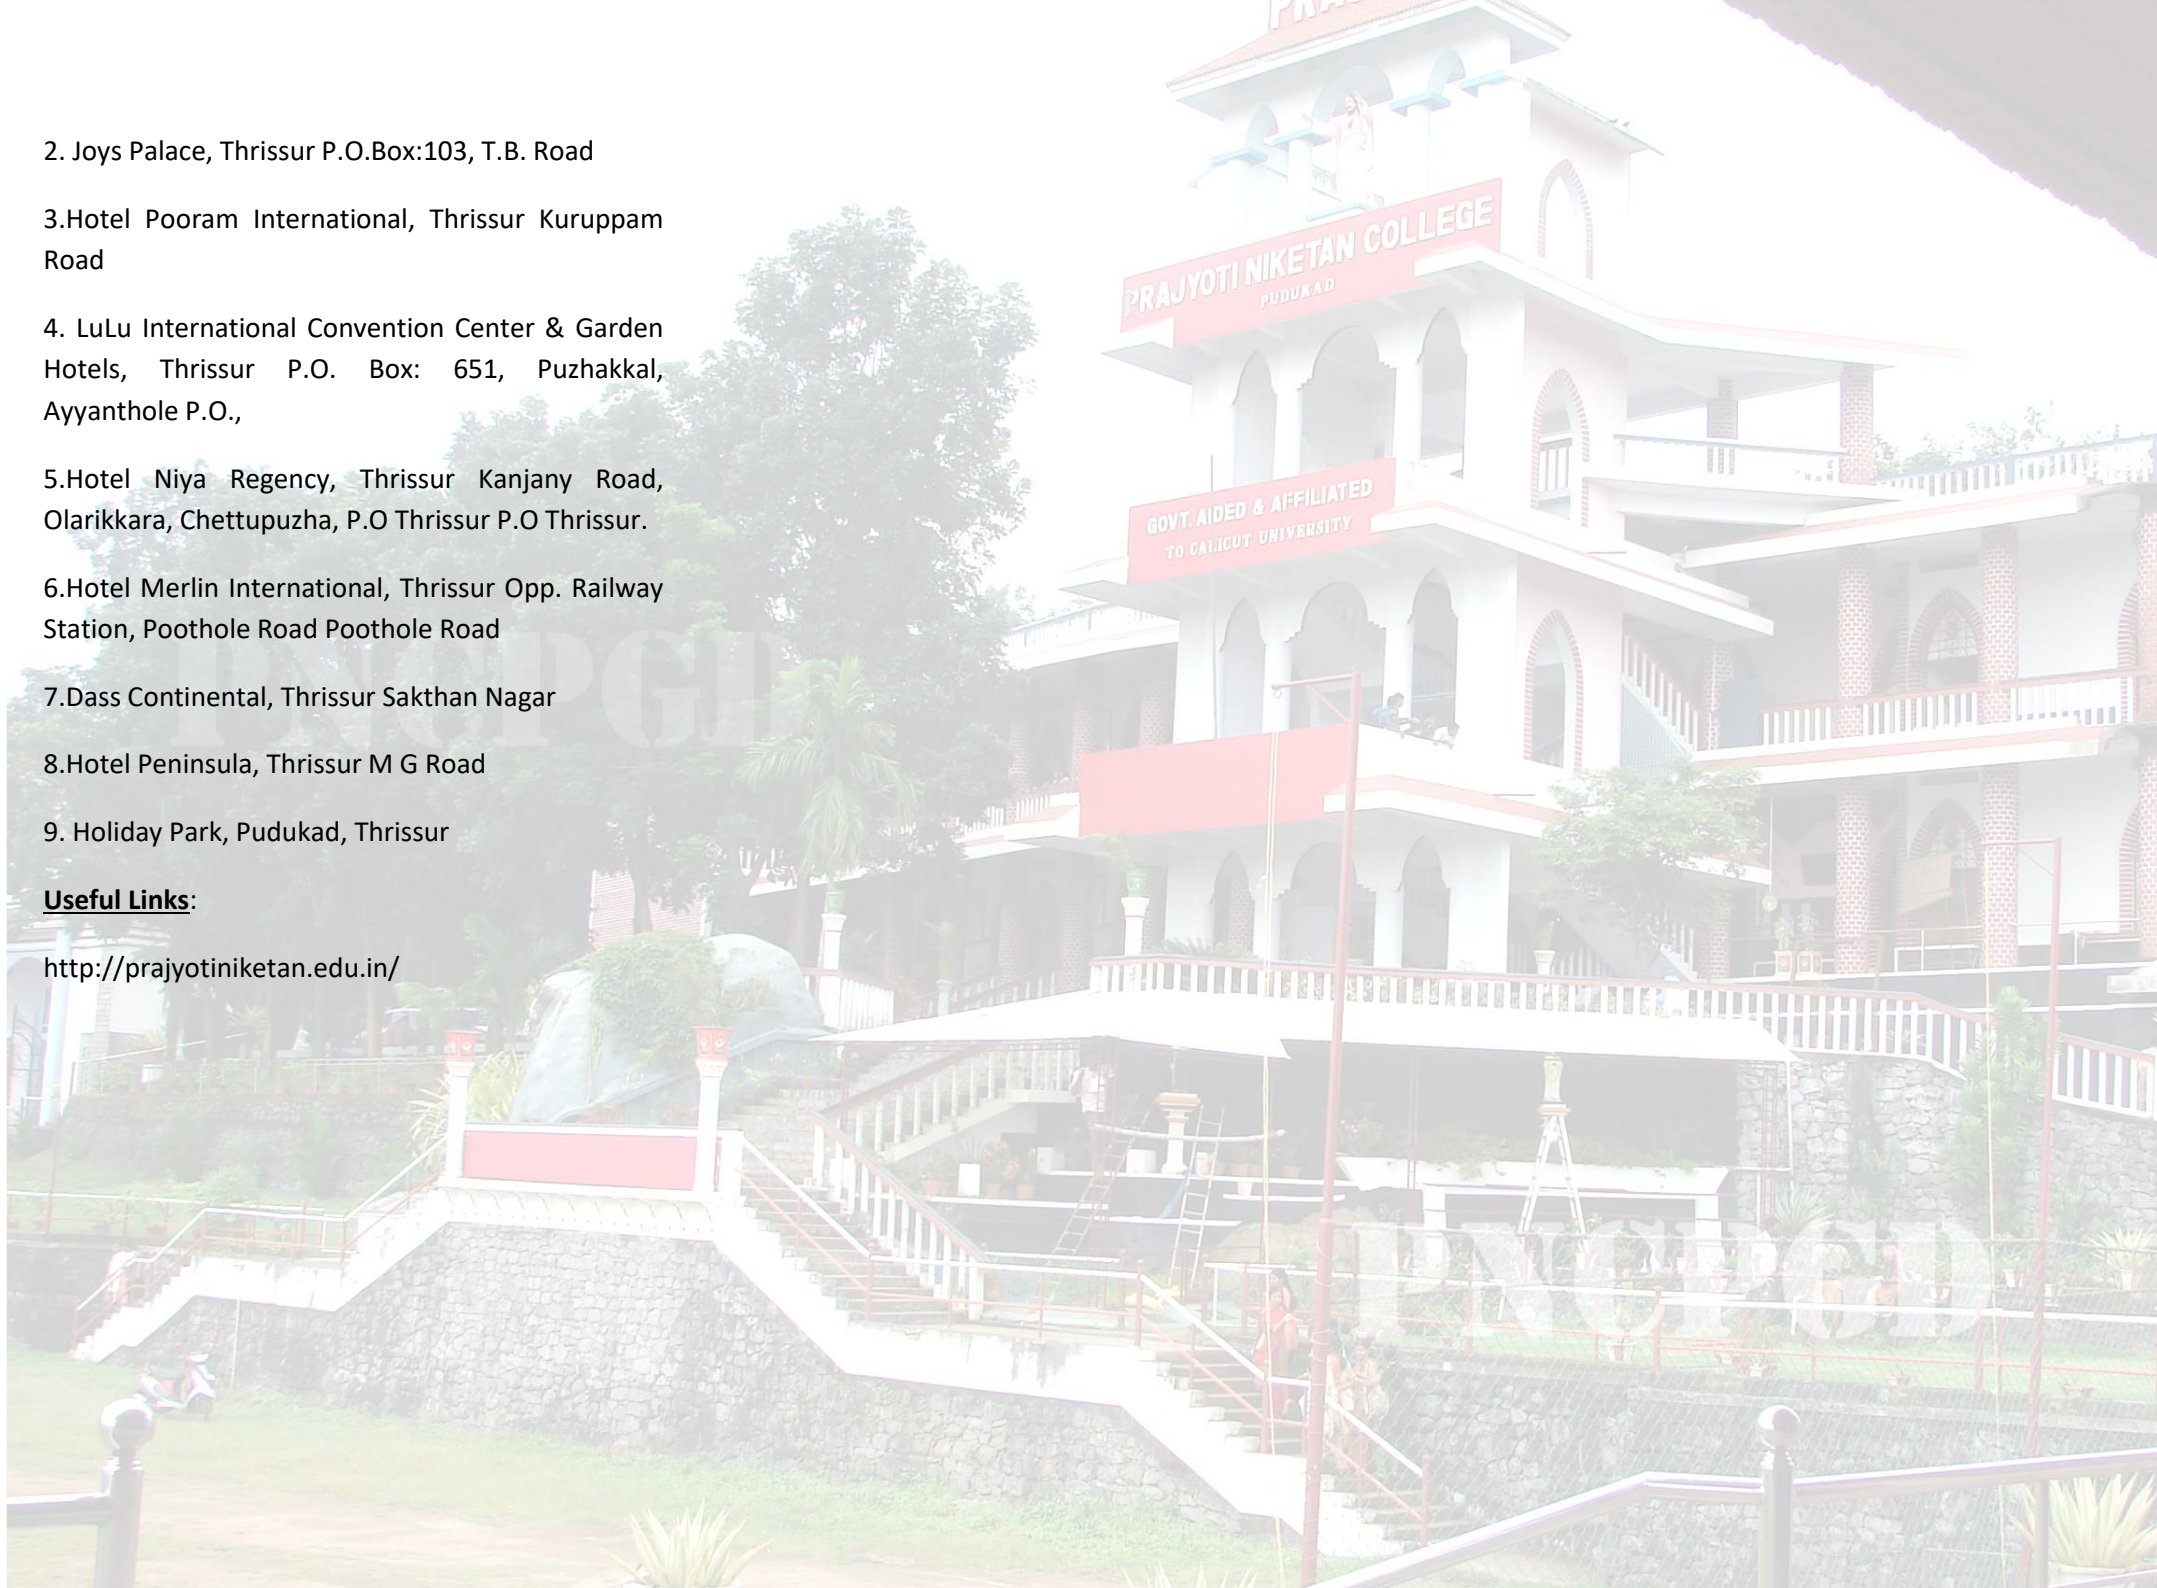 2. Joys Palace, Thrissur P.O.Box:103, T.B. Road
3.Hotel Pooram International, Thrissur Kuruppam
Road
4. LuLu International Convention Center & Garden
Hotels, Thrissur P.O. Box: 651, Puzhakkal,
Ayyanthole P.O.,
5.Hotel Niya Regency, Thrissur Kanjany Road,
Olarikkara, Chettupuzha, P.O Thrissur P.O Thrissur.
6.Hotel Merlin International, Thrissur Opp. Railway
Station, Poothole Road Poothole Road
7.Dass Continental, Thrissur Sakthan Nagar
8.Hotel Peninsula, Thrissur M G Road
9. Holiday Park, Pudukad, Thrissur
Useful Links:
http://prajyotiniketan.edu.in/
PRAJYOTI NIKETAN COLLEGE
PUDUKAD
GOVT. AIDED & AFFILIATED
TO CALICUT UNIVERSITY
PNCPGD
PNCPGD